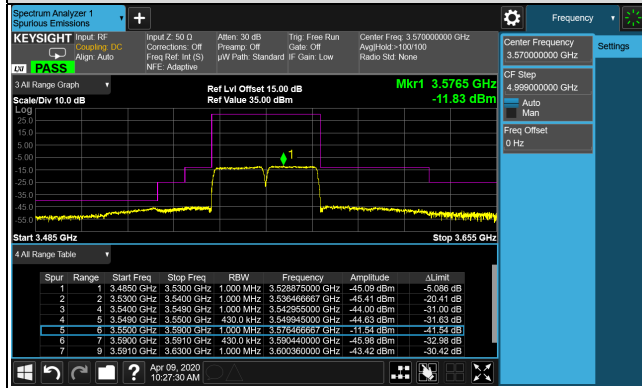 Spectrum Analyzer 1
Spurious Emissions
Frequency
KEYSIGHT
Input: RF
Coupling: DC
Align: Auto
Input Z: 50 Ω
Corrections: Off
Freq Ref: Int (S)
NFE: Adaptive
Atten: 30 dB
Preamp: Off
µW Path: Standard
Trig: Free Run
Gate: Off
IF Gain: Low
Center Freq: 3.570000000 GHz
Avg|Hold:>100/100
Radio Std: None
LXI
PASS
Center Frequency
3.570000000 GHz
Settings
CF Step
4.999000000 GHz
Auto
Man
Freq Offset
0 Hz
3 All Range Graph
Ref Lvl Offset 15.00 dB
Mkr1 3.5765 GHz
Scale/Div 10.0 dB
Ref Value 35.00 dBm
-11.83 dBm
Log
25.0
15.0
5.00
-5.00
-15.0
-25.0
-35.0
-45.0
-55.0
1
Start 3.485 GHz
Stop 3.655 GHz
4 All Range Table
Spur Range Start Freq Stop Freq RBW Frequency Amplitude ΔLimit
1 1 3.4850 GHz 3.5300 GHz 1.000 MHz 3.528875000 GHz -45.09 dBm -5.086 dB
2 2 3.5300 GHz 3.5400 GHz 1.000 MHz 3.536466667 GHz -45.41 dBm -20.41 dB
3 4 3.5400 GHz 3.5490 GHz 1.000 MHz 3.542955000 GHz -44.00 dBm -31.00 dB
4 5 3.5490 GHz 3.5500 GHz 430.0 kHz 3.549945000 GHz -44.63 dBm -31.63 dB
5 6 3.5500 GHz 3.5900 GHz 430.0 kHz 3.576466667 GHz -11.54 dBm -41.54 dB
6 7 3.5900 GHz 3.5910 GHz 430.0 kHz 3.590440000 GHz -45.98 dBm -32.98 dB
7 9 3.5910 GHz 3.6300 GHz 1.000 MHz 3.600360000 GHz -43.42 dBm -30.42 dB
?
Apr 09, 2020
10:27:30 AM